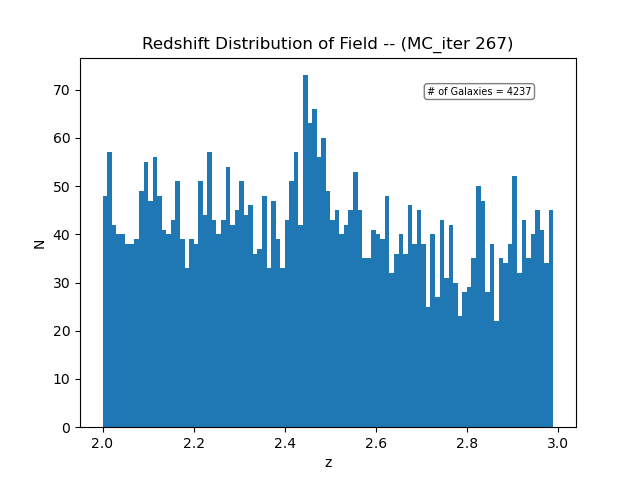 Redshift Distribution of Field -- (MC_iter 267)
# of Galaxies = 4237
70
60
50
40
30
20
10
0
N
2.0 2.2 2.4 2.6 2.8 3.0
z